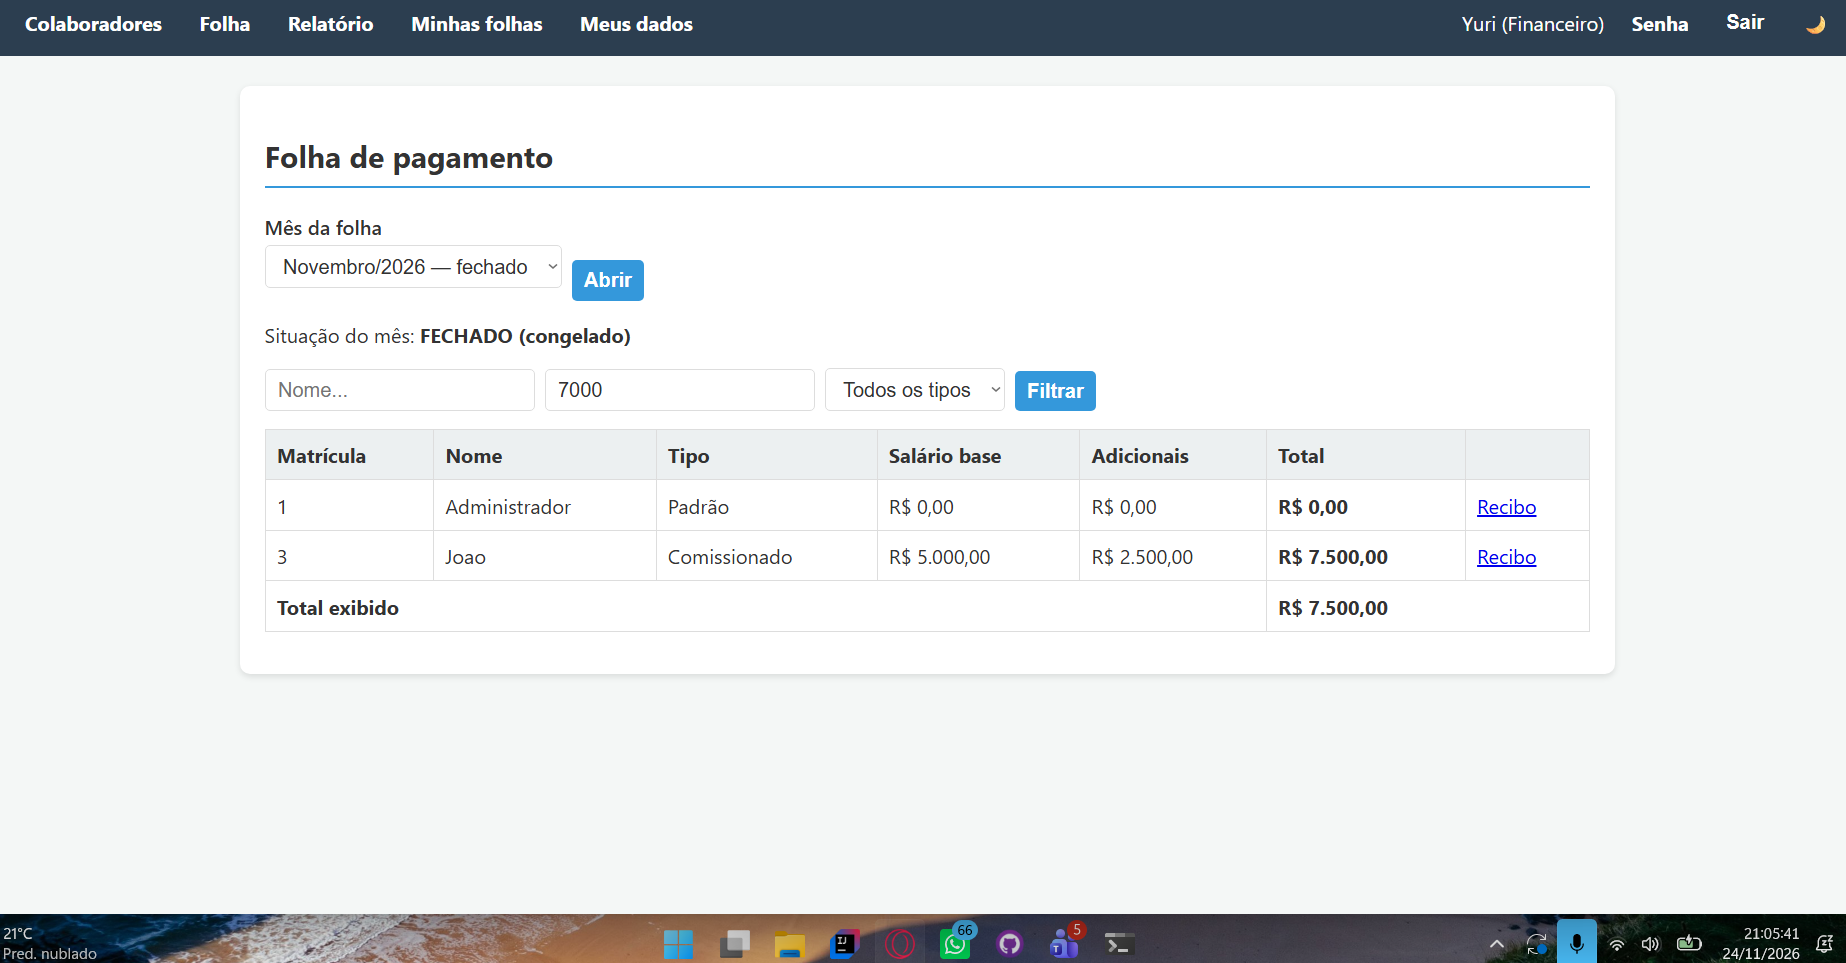 Colaboradores Folha Relatório Minhas folhas Meus dados Yuri (Financeiro) Senha Sair
Folha de pagamento
Mês da folha
Novembro/2026 — fechado Abrir
Situação do mês: FECHADO (congelado)
Nome... 7000 Todos os tipos Filtrar
Matrícula Nome Tipo Salário base Adicionais Total
1 Administrador Padrão R$ 0,00 R$ 0,00 R$ 0,00 Recibo
3 Joao Comissionado R$ 5.000,00 R$ 2.500,00 R$ 7.500,00 Recibo
Total exibido R$ 7.500,00
21°C
Pred. nublado
IJ
66
T
5
21:05:41
24/11/2026